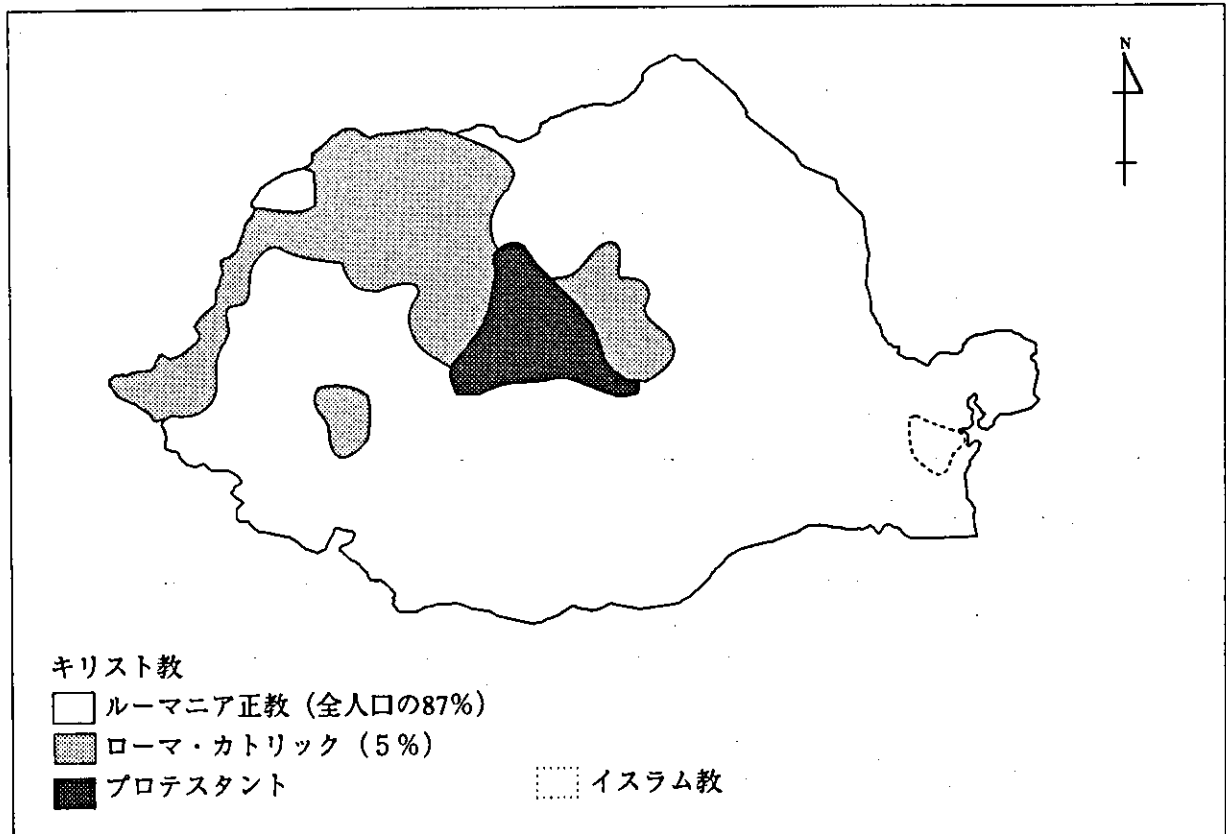 N
キリスト教
ルーマニア正教（全人口の87％）
ローマ・カトリック（５％）
プロテスタント
イスラム教